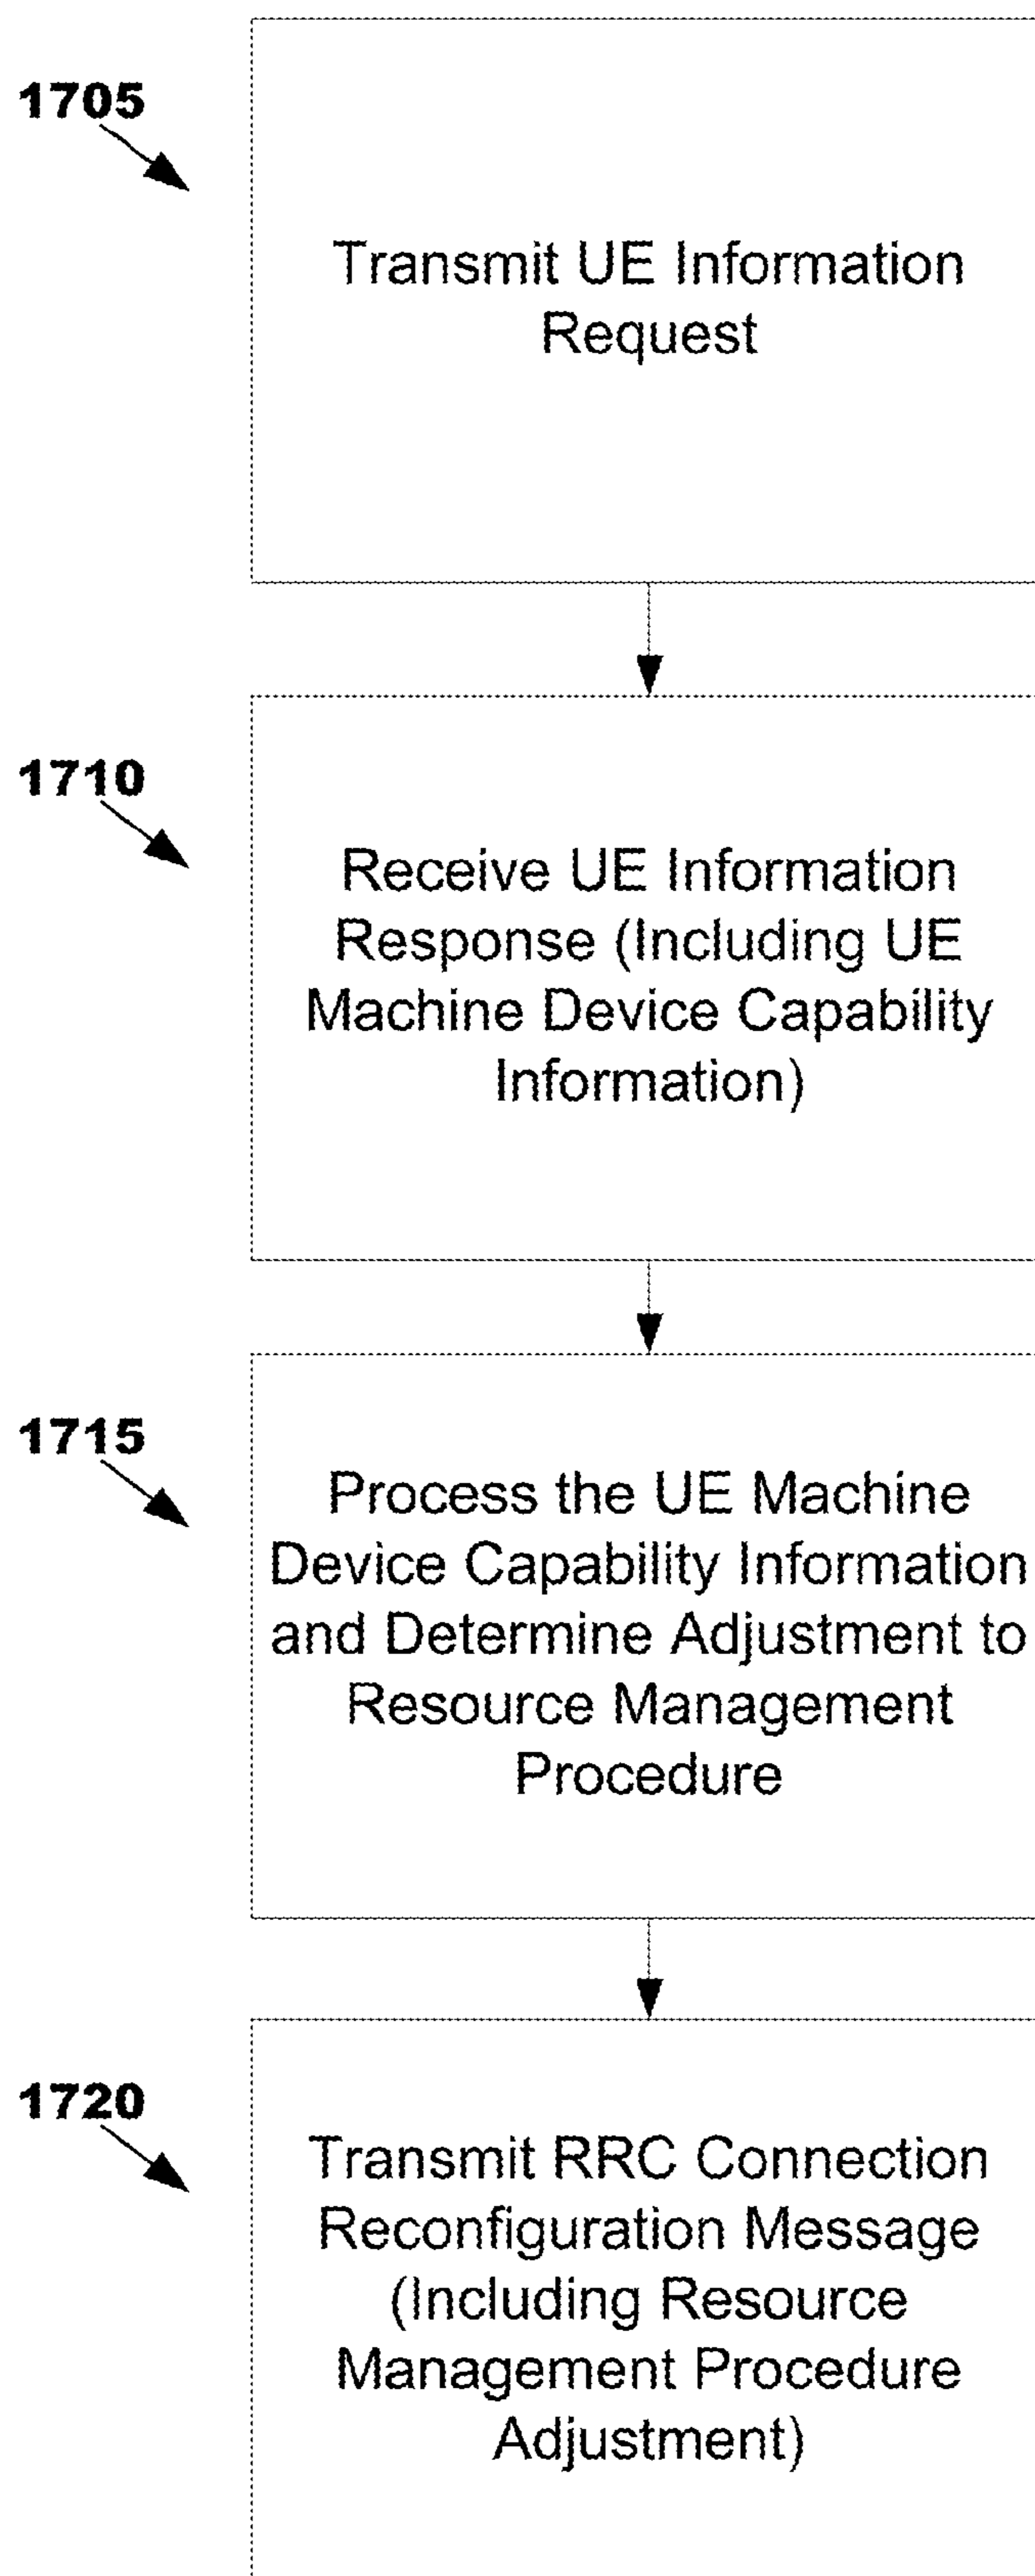 1705
Transmit UE Information
Request
1710
Receive UE Information
Response (Including UE
Machine Device Capability
Information)
1715
Process the UE Machine
Device Capability Information
and Determine Adjustment to
Resource Management
Procedure
1720
Transmit RRC Connection
Reconfiguration Message
(Including Resource
Management Procedure
Adjustment)